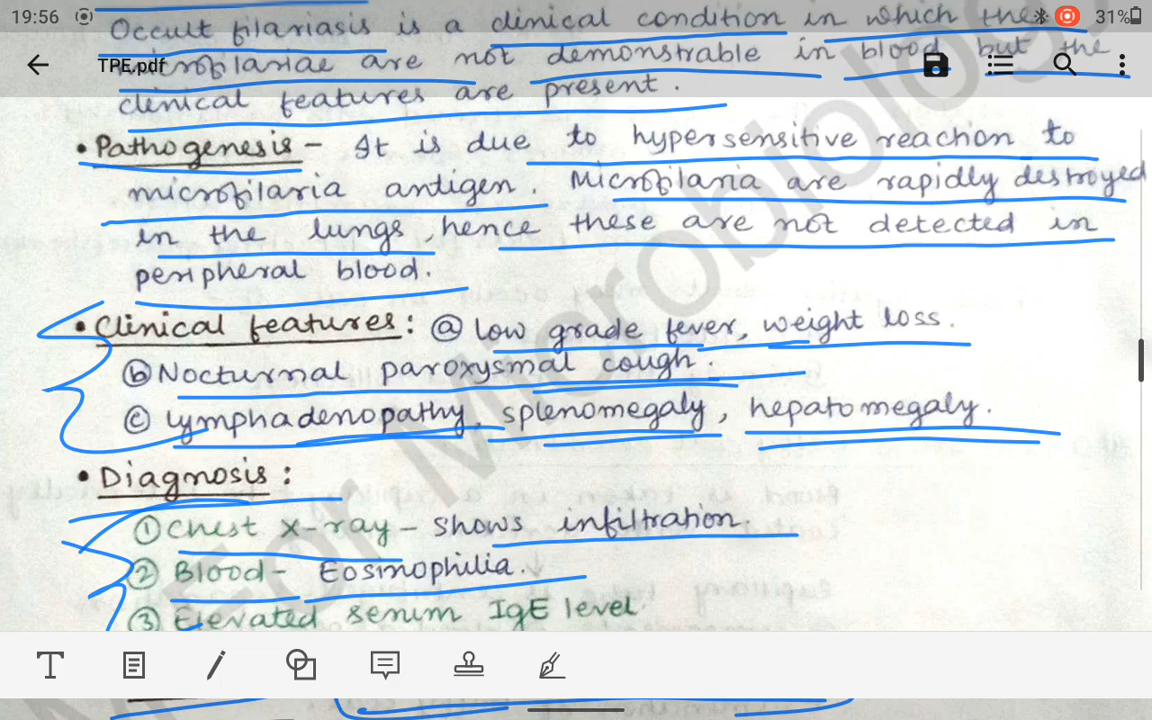 19:56 31%
Occult filariasis is a clinical condition in which the
TPE.pdf
microfilariae are not demonstrable in blood but the
clinical features are present.
• Pathogenesis - It is due to hypersensitive reaction to
microfilaria antigen. Microfilaria are rapidly destroyed
in the lungs, hence these are not detected in
peripheral blood.
• Clinical features: ⓐ Low grade fever, weight loss.
ⓑ Nocturnal paroxysmal cough.
ⓒ Lymphadenopathy, splenomegaly, hepatomegaly.
• Diagnosis:
① Chest X-ray - shows infiltration.
② Blood - Eosinophilia.
③ Elevated serum IgE level.
For Microbiology